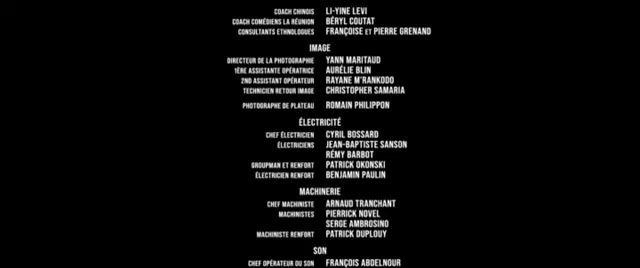 COACH CHINOIS LI-YINE LEVI
COACH COMÉDIENS LA RÉUNION BÉRYL COUTAT
CONSULTANTS ETHNOLOGUES FRANÇOISE ET PIERRE GRENAND
IMAGE
DIRECTEUR DE LA PHOTOGRAPHIE YANN MARITAUD
1ÈRE ASSISTANTE OPÉRATRICE AURÉLIE BLIN
2ND ASSISTANT OPÉRATEUR RAYANE M'RANKODO
TECHNICIEN RETOUR IMAGE CHRISTOPHER SAMARIA
PHOTOGRAPHE DE PLATEAU ROMAIN PHILIPPON
ÉLECTRICITÉ
CHEF ÉLECTRICIEN CYRIL BOSSARD
ÉLECTRICIENS JEAN-BAPTISTE SANSON
RÉMY BARBOT
GROUPMAN ET RENFORT PATRICK OKONSKI
ÉLECTRICIEN RENFORT BENJAMIN PAULIN
MACHINERIE
CHEF MACHINISTE ARNAUD TRANCHANT
MACHINISTES PIERRICK NOVEL
SERGE AMBROSINO
MACHINISTE RENFORT PATRICK DUPLOUY
SON
CHEF OPÉRATEUR DU SON FRANÇOIS ABDELNOUR